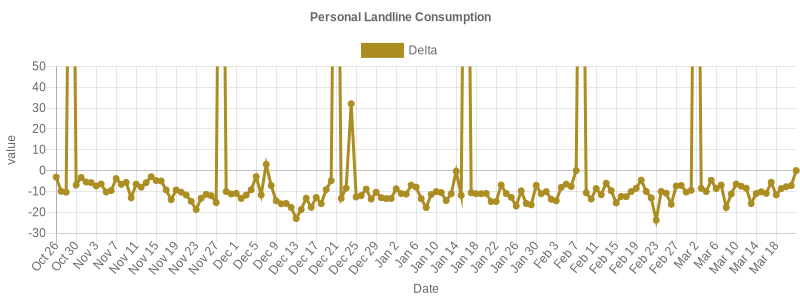 Personal Landline Consumption
Delta
value
50
40
30
20
10
0
-10
-20
-30
Oct 26
Oct 30
Nov 3
Nov 7
Nov 11
Nov 15
Nov 19
Nov 23
Nov 27
Dec 1
Dec 5
Dec 9
Dec 13
Dec 17
Dec 21
Dec 25
Dec 29
Jan 2
Jan 6
Jan 10
Jan 14
Jan 18
Jan 22
Jan 26
Jan 30
Feb 3
Feb 7
Feb 11
Feb 15
Feb 19
Feb 23
Feb 27
Mar 2
Mar 6
Mar 10
Mar 14
Mar 18
Date